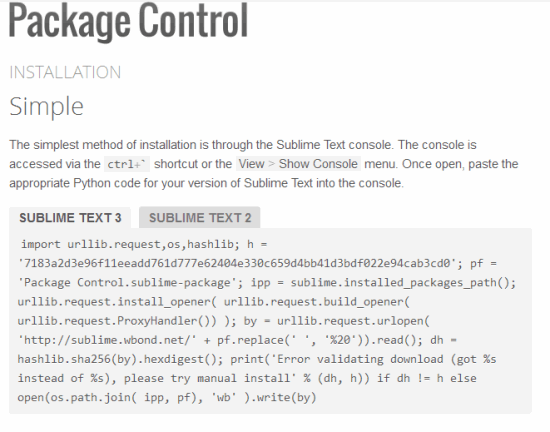 Package Control
INSTALLATION
Simple
The simplest method of installation is through the Sublime Text console. The console is
accessed via the ctrl+` shortcut or the View > Show Console menu. Once open, paste the
appropriate Python code for your version of Sublime Text into the console.
SUBLIME TEXT 3 SUBLIME TEXT 2
import urllib.request,os,hashlib; h =
'7183a2d3e96f11eeadd761d777e62404e330c659d4bb41d3bdf022e94cab3cd0'; pf =
'Package Control.sublime-package'; ipp = sublime.installed_packages_path();
urllib.request.install_opener( urllib.request.build_opener(
urllib.request.ProxyHandler()) ); by = urllib.request.urlopen(
'http://sublime.wbond.net/' + pf.replace(' ', '%20')).read(); dh =
hashlib.sha256(by).hexdigest(); print('Error validating download (got %s
instead of %s), please try manual install' % (dh, h)) if dh != h else
open(os.path.join( ipp, pf), 'wb' ).write(by)